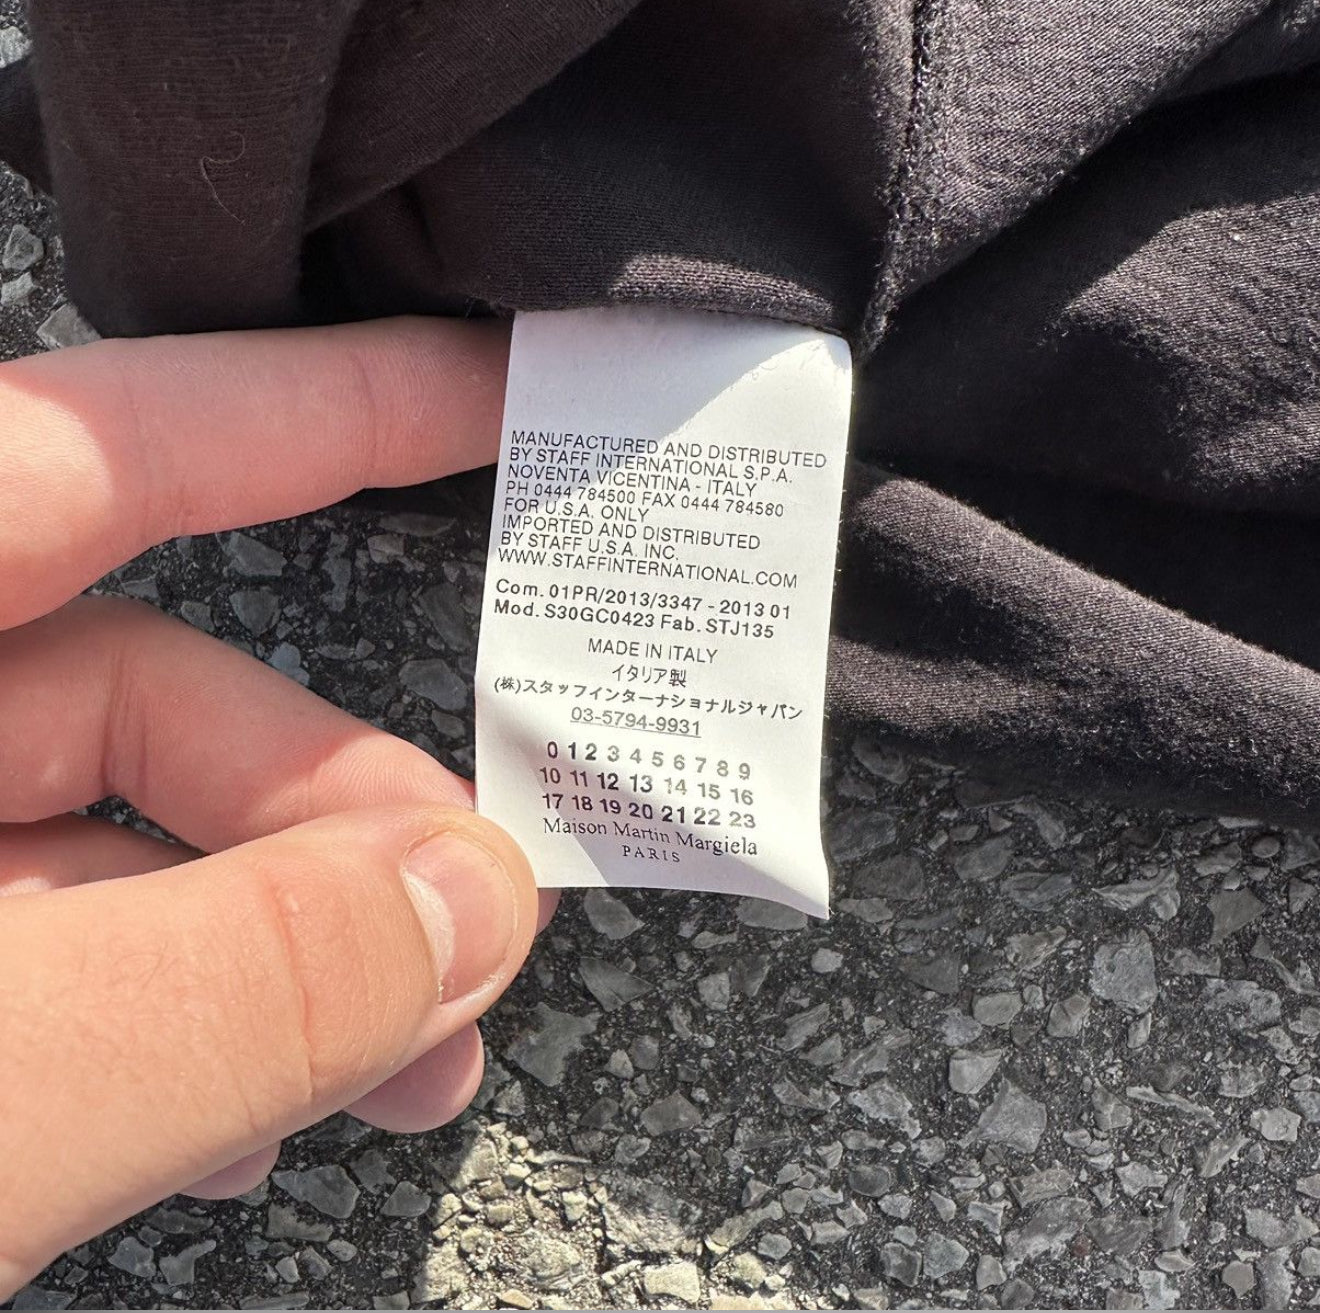 MANUFACTURED AND DISTRIBUTED
BY STAFF INTERNATIONAL S.P.A.
NOVENTA VICENTINA - ITALY
PH 0444 784500 FAX 0444 784580
FOR U.S.A. ONLY
IMPORTED AND DISTRIBUTED
BY STAFF U.S.A. INC.
WWW.STAFFINTERNATIONAL.COM
Com. 01PR/2013/3347 - 2013 01
Mod. S30GC0423 Fab. STJ135
MADE IN ITALY
イタリア製
(株)スタッフインターナショナルジャパン
03-5794-9931
0 1 2 3 4 5 6 7 8 9
10 11 12 13 14 15 16
17 18 19 20 21 22 23
Maison Martin Margiela
PARIS